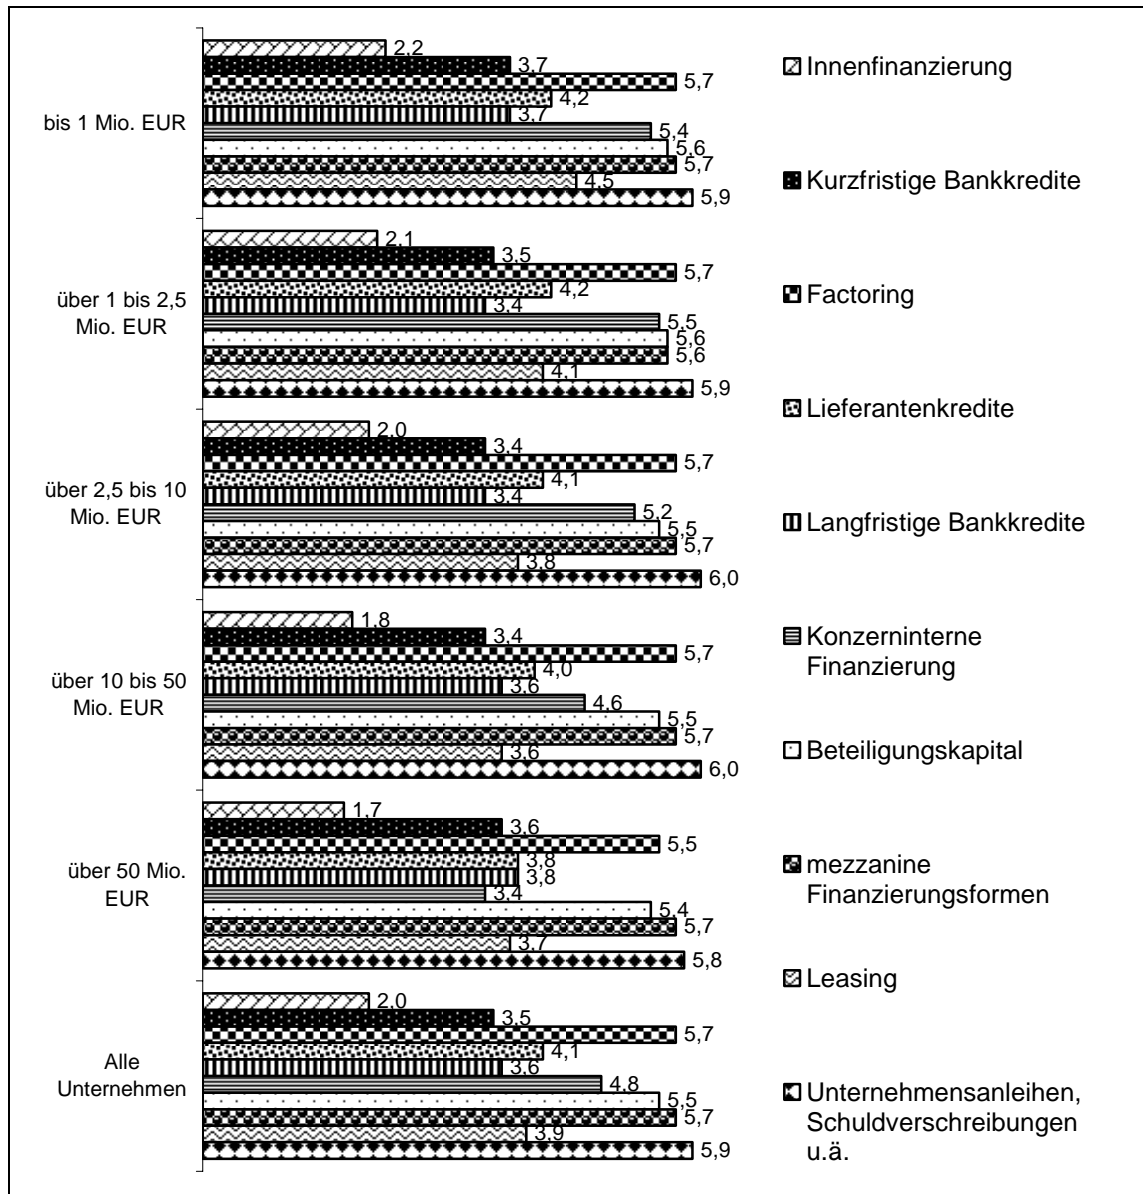 bis 1 Mio. EUR
2,2
3,7
5,7
4,2
3,7
5,4
5,6
5,7
4,5
5,9
über 1 bis 2,5
Mio. EUR
2,1
3,5
5,7
4,2
3,4
5,5
5,6
5,6
4,1
5,9
über 2,5 bis 10
Mio. EUR
2,0
3,4
5,7
4,1
3,4
5,2
5,5
5,7
3,8
6,0
über 10 bis 50
Mio. EUR
1,8
3,4
5,7
4,0
3,6
4,6
5,5
5,7
3,6
6,0
über 50 Mio.
EUR
1,7
3,6
5,5
3,8
3,8
3,4
5,4
5,7
3,7
5,8
Alle
Unternehmen
2,0
3,5
5,7
4,1
3,6
4,8
5,5
5,7
3,9
5,9
Innenfinanzierung
Kurzfristige Bankkredite
Factoring
Lieferantenkredite
Langfristige Bankkredite
Konzerninterne
Finanzierung
Beteiligungskapital
mezzanine
Finanzierungsformen
Leasing
Unternehmensanleihen,
Schuldverschreibungen
u.ä.